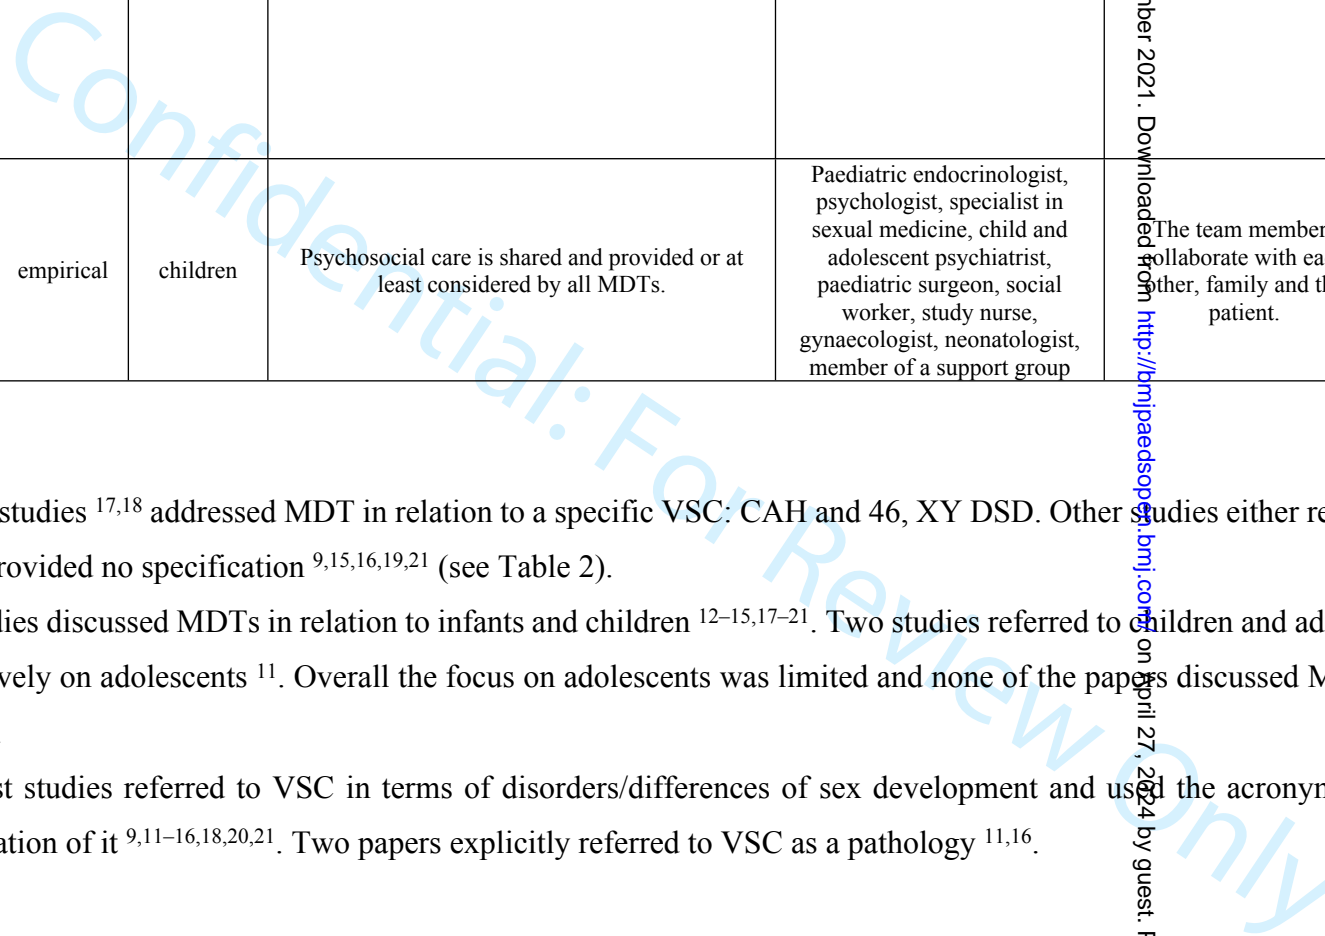 empirical
children
Psychosocial care is shared and provided or at
least considered by all MDTs.
Paediatric endocrinologist,
psychologist, specialist in
sexual medicine, child and
adolescent psychiatrist,
paediatric surgeon, social
worker, study nurse,
gynaecologist, neonatologist,
member of a support group
The team member
collaborate with ea
other, family and th
patient.
studies 17,18 addressed MDT in relation to a specific VSC: CAH and 46, XY DSD. Other studies either re
rovided no specification 9,15,16,19,21 (see Table 2).
dies discussed MDTs in relation to infants and children 12–15,17–21. Two studies referred to children and ad
vely on adolescents 11. Overall the focus on adolescents was limited and none of the papers discussed M
.
st studies referred to VSC in terms of disorders/differences of sex development and used the acronym
ation of it 9,11–16,18,20,21. Two papers explicitly referred to VSC as a pathology 11,16.
Confidential: For Review Only
ber 2021. Downloaded from http://bmjpaedsopen.bmj.com/ on April 27, 2024 by guest.